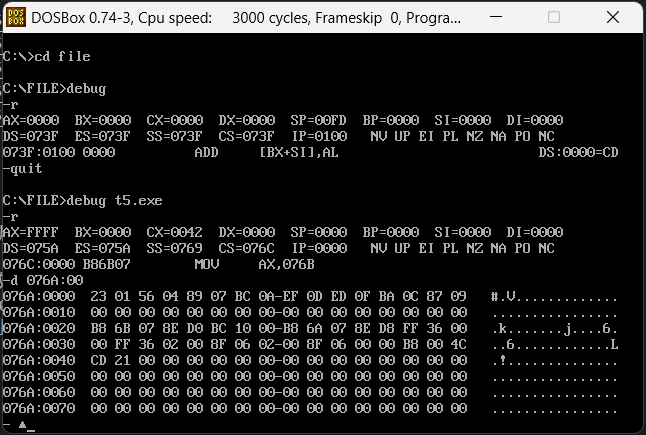 DOSBox 0.74-3, Cpu speed:    3000 cycles, Frameskip  0, Progra...
C:\>cd file
C:\FILE>debug
-r
AX=0000  BX=0000  CX=0000  DX=0000  SP=00FD  BP=0000  SI=0000  DI=0000
DS=073F  ES=073F  SS=073F  CS=073F  IP=0100   NV UP EI PL NZ NA PO NC
073F:0100 0000          ADD     [BX+SI],AL                         DS:0000=CD
-quit
C:\FILE>debug t5.exe
-r
AX=FFFF  BX=0000  CX=0042  DX=0000  SP=0000  BP=0000  SI=0000  DI=0000
DS=075A  ES=075A  SS=0769  CS=076C  IP=0000   NV UP EI PL NZ NA PO NC
076C:0000 B86B07        MOV     AX,076B
-d 076A:00
076A:0000  23 01 56 04 89 07 BC 0A-EF 0D ED 0F BA 0C 87 09   #.V.............
076A:0010  00 00 00 00 00 00 00 00-00 00 00 00 00 00 00 00   ................
076A:0020  B8 6B 07 8E D0 BC 10 00-B8 6A 07 8E D8 FF 36 00   .k.......j....6.
076A:0030  00 FF 36 02 00 8F 06 02-00 8F 06 00 00 B8 00 4C   ..6............L
076A:0040  CD 21 00 00 00 00 00 00-00 00 00 00 00 00 00 00   .!..............
076A:0050  00 00 00 00 00 00 00 00-00 00 00 00 00 00 00 00   ................
076A:0060  00 00 00 00 00 00 00 00-00 00 00 00 00 00 00 00   ................
076A:0070  00 00 00 00 00 00 00 00-00 00 00 00 00 00 00 00   ................
- ▲_